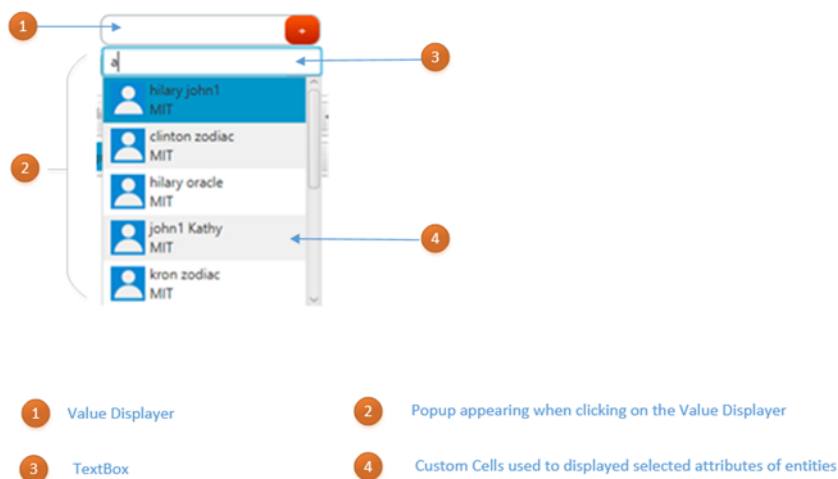 1
3
a
hilary john1
MIT
clinton zodiac
MIT
2
hilary oracle
MIT
john1 Kathy
MIT
4
kron zodiac
MIT
1 Value Displayer
2 Popup appearing when clicking on the Value Displayer
3 TextBox
4 Custom Cells used to displayed selected attributes of entities